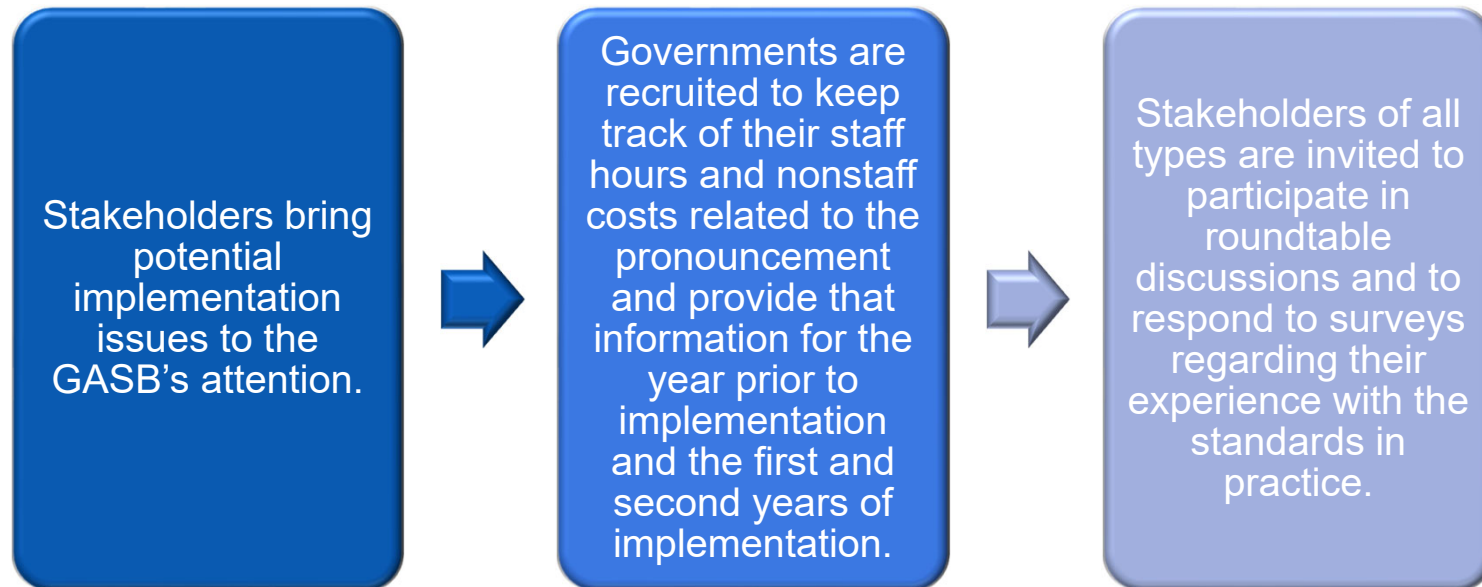 Stakeholders bring
potential
implementation
issues to the
GASB’s attention.
Governments are
recruited to keep
track of their staff
hours and nonstaff
costs related to the
pronouncement
and provide that
information for the
year prior to
implementation
and the first and
second years of
implementation.
Stakeholders of all
types are invited to
participate in
roundtable
discussions and to
respond to surveys
regarding their
experience with the
standards in
practice.